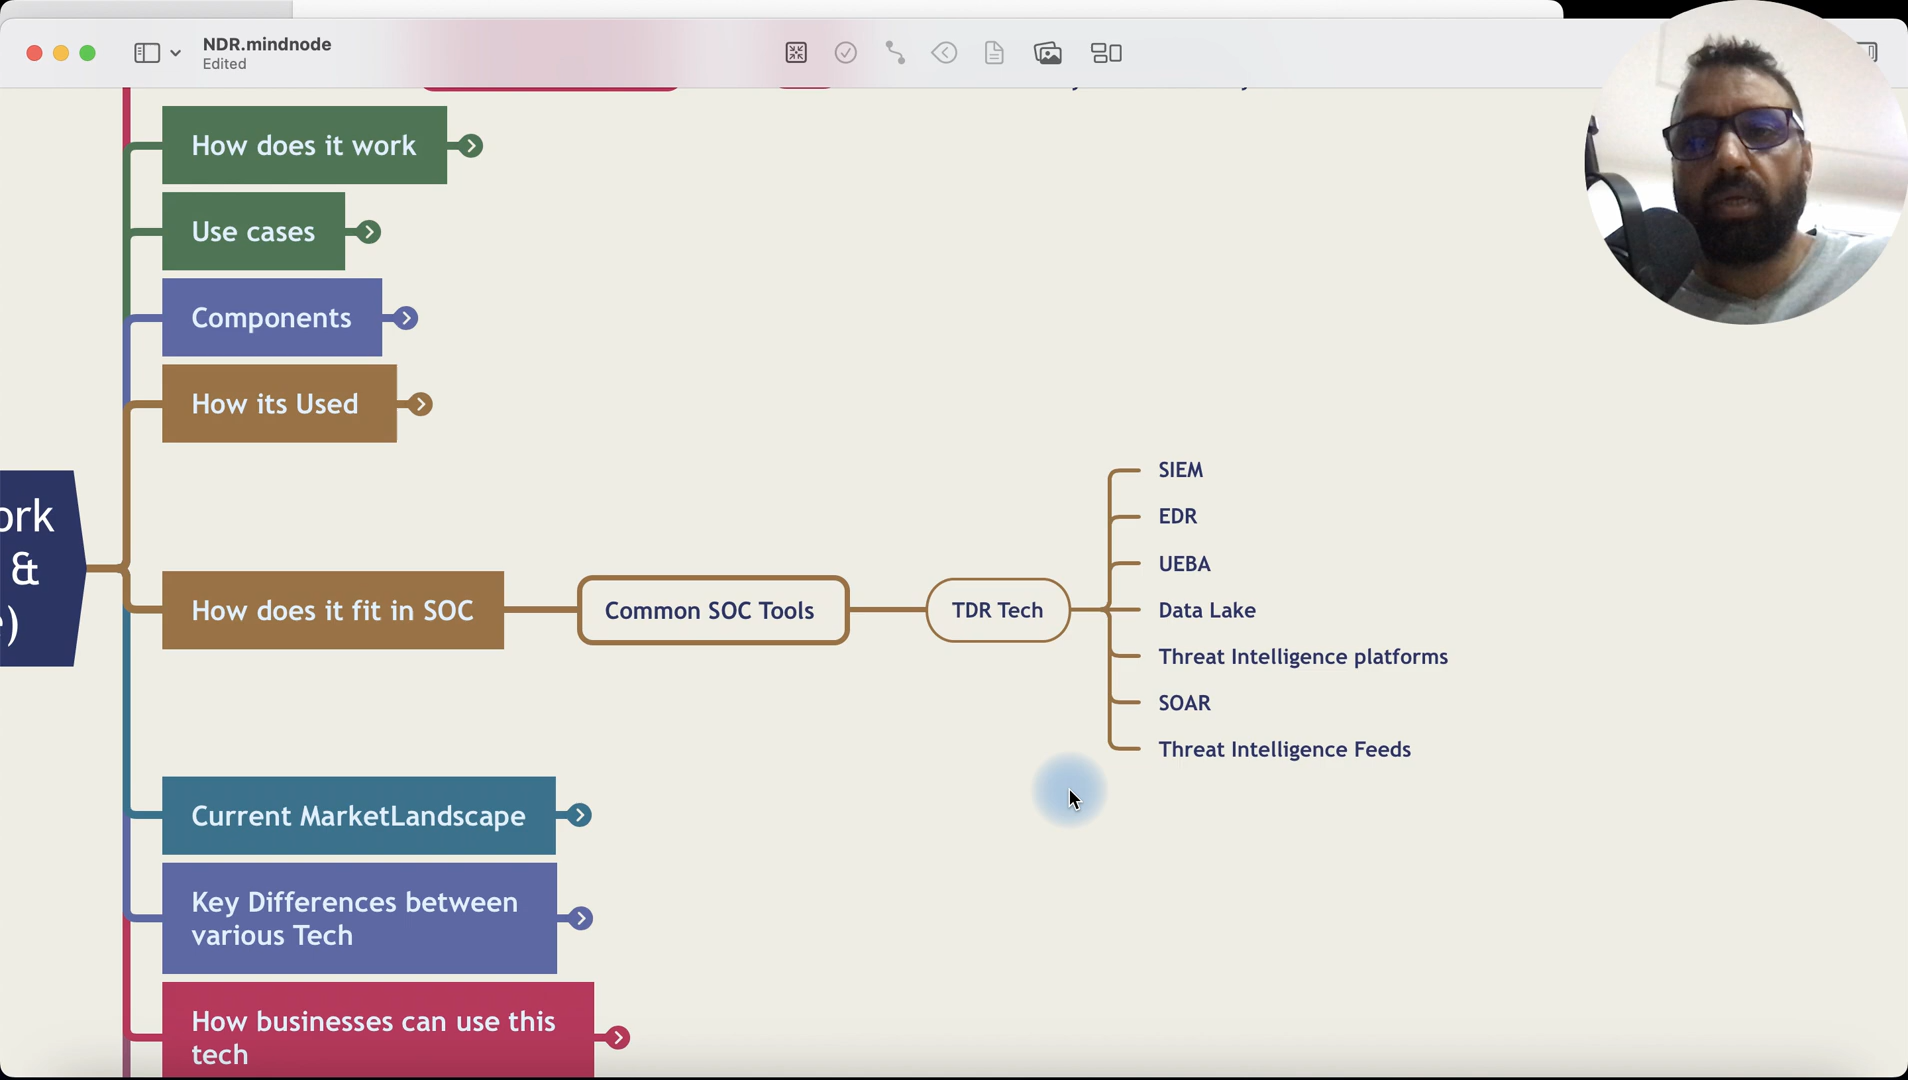 NDR.mindnode
Edited
How does it work
Use cases
Components
How its Used
ork
&
e)
How does it fit in SOC
Common SOC Tools
TDR Tech
SIEM
EDR
UEBA
Data Lake
Threat Intelligence platforms
SOAR
Threat Intelligence Feeds
Current MarketLandscape
Key Differences between
various Tech
How businesses can use this
tech